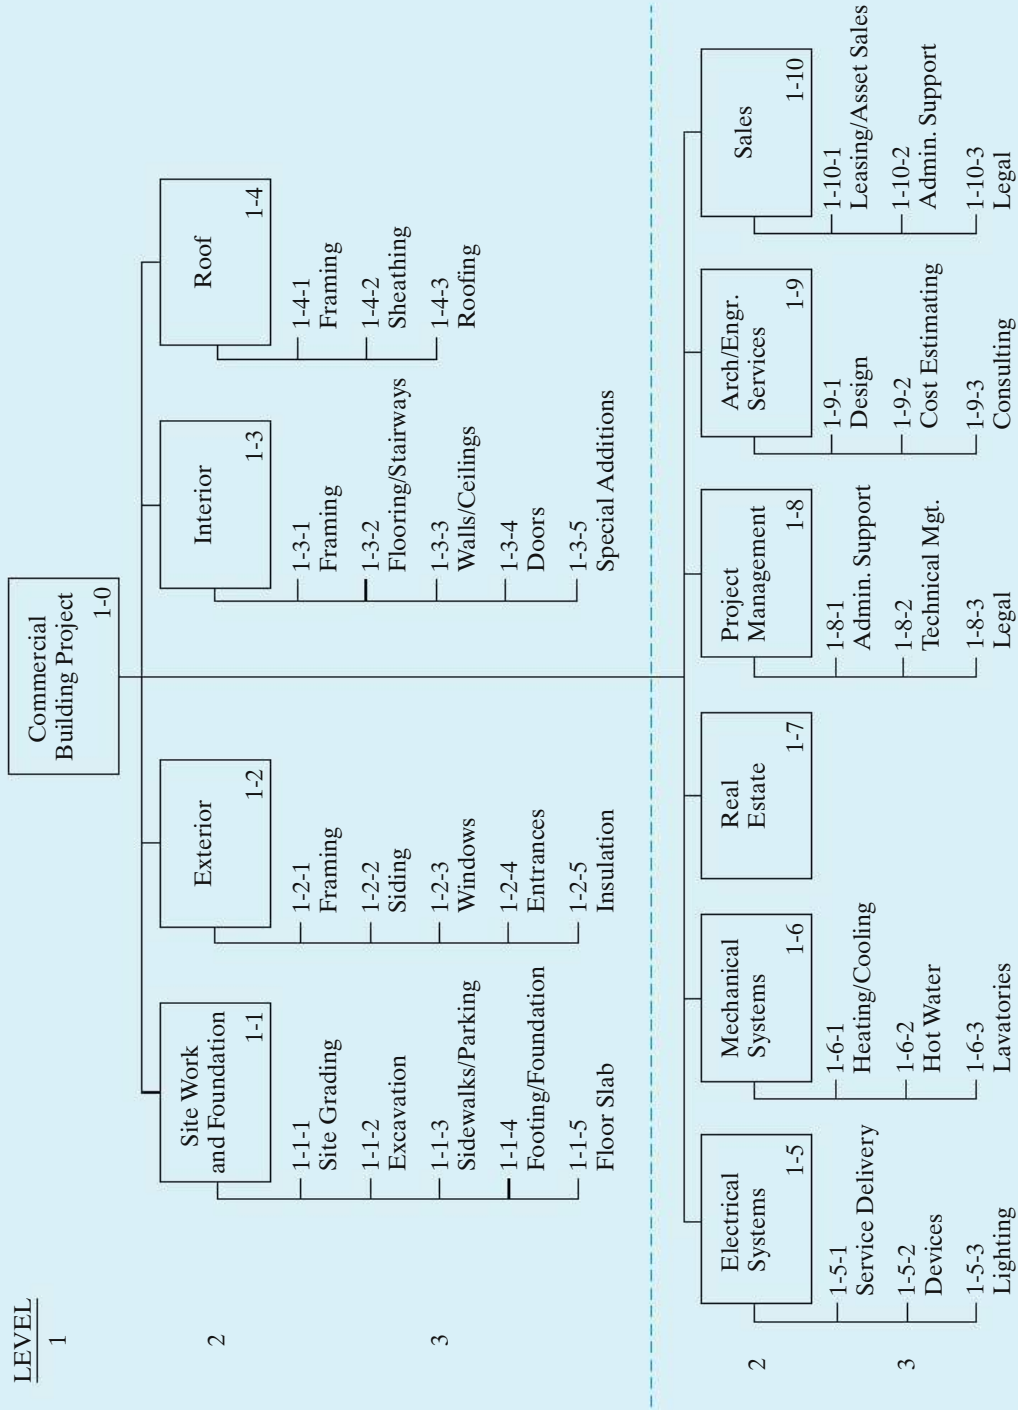 LEVEL
1
Commercial
Building Project
1-0
2
Site Work
and Foundation
1-1
1-1-1
Site Grading
1-1-2
Excavation
1-1-3
Sidewalks/Parking
1-1-4
Footing/Foundation
1-1-5
Floor Slab
Exterior
1-2
1-2-1
Framing
1-2-2
Siding
1-2-3
Windows
1-2-4
Entrances
1-2-5
Insulation
Interior
1-3
1-3-1
Framing
1-3-2
Flooring/Stairways
1-3-3
Walls/Ceilings
1-3-4
Doors
1-3-5
Special Additions
Roof
1-4
1-4-1
Framing
1-4-2
Sheathing
1-4-3
Roofing
3
2
Electrical
Systems
1-5
1-5-1
Service Delivery
1-5-2
Devices
1-5-3
Lighting
Mechanical
Systems
1-6
1-6-1
Heating/Cooling
1-6-2
Hot Water
1-6-3
Lavatories
Real
Estate
1-7
Project
Management
1-8
1-8-1
Admin. Support
1-8-2
Technical Mgt.
1-8-3
Legal
Arch/Engr.
Services
1-9
1-9-1
Design
1-9-2
Cost Estimating
1-9-3
Consulting
Sales
1-10
1-10-1
Leasing/Asset Sales
1-10-2
Admin. Support
1-10-3
Legal
3